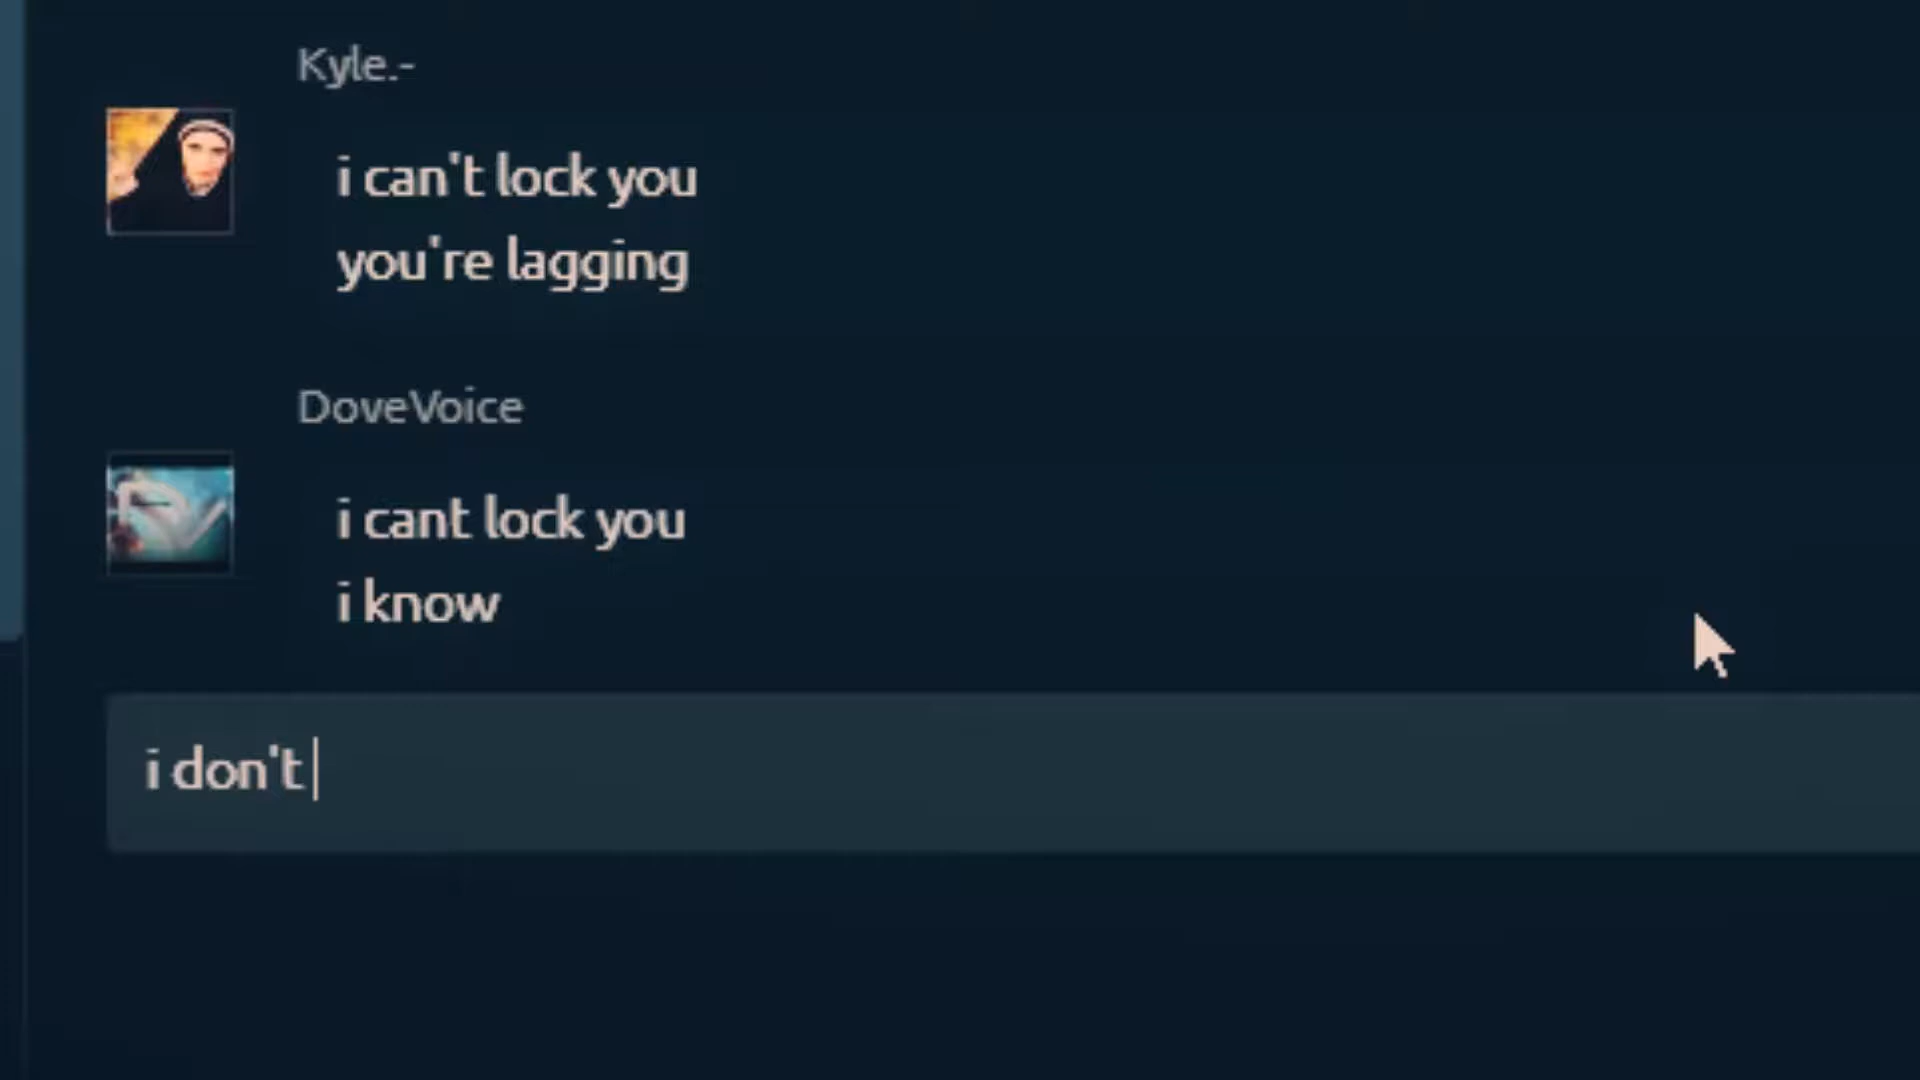 Kyle.-
i can't lock you
you're lagging
DoveVoice
i cant lock you
i know
i don't